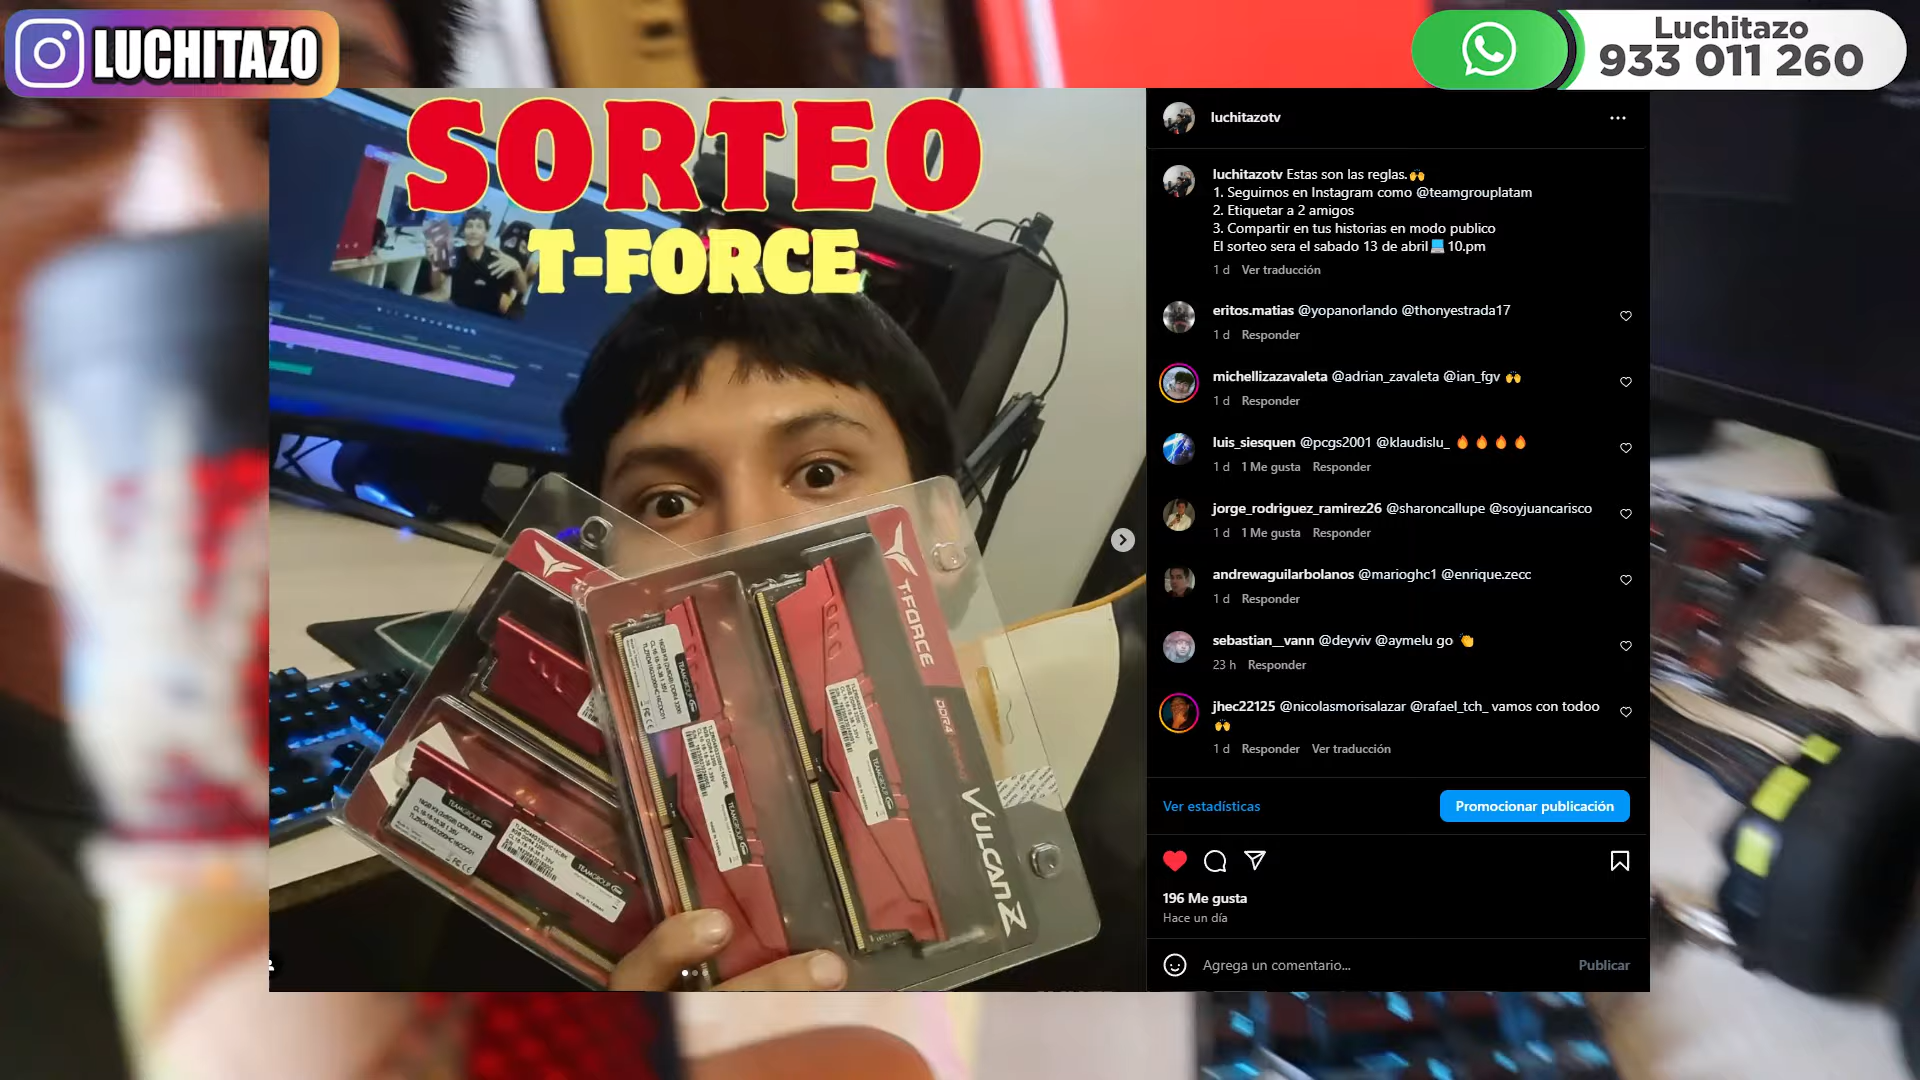 LUCHITAZO
Luchitazo
933 011 260
SORTEO
T-FORCE
T-FORCE
DDR4
VULCAN Z
TEAMGROUP
luchitazotv
luchitazotv Estas son las reglas.🙌
1. Seguirnos en Instagram como @teamgrouplatam
2. Etiquetar a 2 amigos
3. Compartir en tus historias en modo publico
El sorteo sera el sabado 13 de abril💻10.pm
1 d Ver traducción
eritos.matias @yopanorlando @thonyestrada17
1 d Responder
michellizazavaleta @adrian_zavaleta @ian_fgv 🙌
1 d Responder
luis_siesquen @pcgs2001 @klaudislu_ 🔥🔥🔥🔥
1 d 1 Me gusta Responder
jorge_rodriguez_ramirez26 @sharoncallupe @soyjuancarisco
1 d 1 Me gusta Responder
andrewaguilarbolanos @marioghc1 @enrique.zecc
1 d Responder
sebastian__vann @deyviv @aymelu go 👏
23 h Responder
jhec22125 @nicolasmorisalazar @rafael_tch_ vamos con todoo
🙌
1 d Responder Ver traducción
Ver estadísticas
Promocionar publicación
196 Me gusta
Hace un día
Agrega un comentario...
Publicar